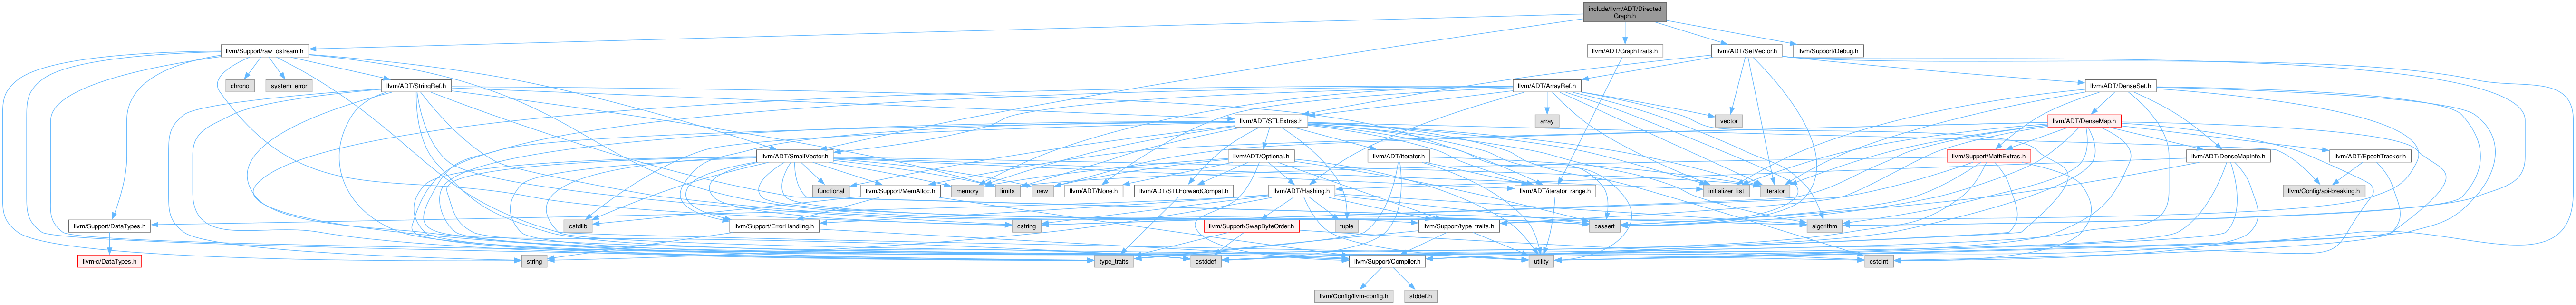 include/llvm/ADT/Directed
Graph.h
llvm/Support/raw_ostream.h
llvm/ADT/GraphTraits.h
llvm/ADT/SetVector.h
llvm/Support/Debug.h
chrono
system_error
llvm/ADT/StringRef.h
llvm/ADT/ArrayRef.h
llvm/ADT/DenseSet.h
array
vector
llvm/ADT/STLExtras.h
llvm/ADT/DenseMap.h
llvm/ADT/SmallVector.h
llvm/ADT/Optional.h
llvm/ADT/iterator.h
llvm/Support/MathExtras.h
llvm/ADT/DenseMapInfo.h
llvm/ADT/EpochTracker.h
functional
llvm/Support/MemAlloc.h
memory
limits
new
llvm/ADT/None.h
llvm/ADT/STLForwardCompat.h
llvm/ADT/Hashing.h
llvm/ADT/iterator_range.h
initializer_list
iterator
llvm/Config/abi-breaking.h
llvm/Support/DataTypes.h
cstdlib
llvm/Support/ErrorHandling.h
cstring
llvm/Support/SwapByteOrder.h
tuple
llvm/Support/type_traits.h
cassert
algorithm
llvm-c/DataTypes.h
string
type_traits
cstddef
llvm/Support/Compiler.h
utility
cstdint
llvm/Config/llvm-config.h
stddef.h